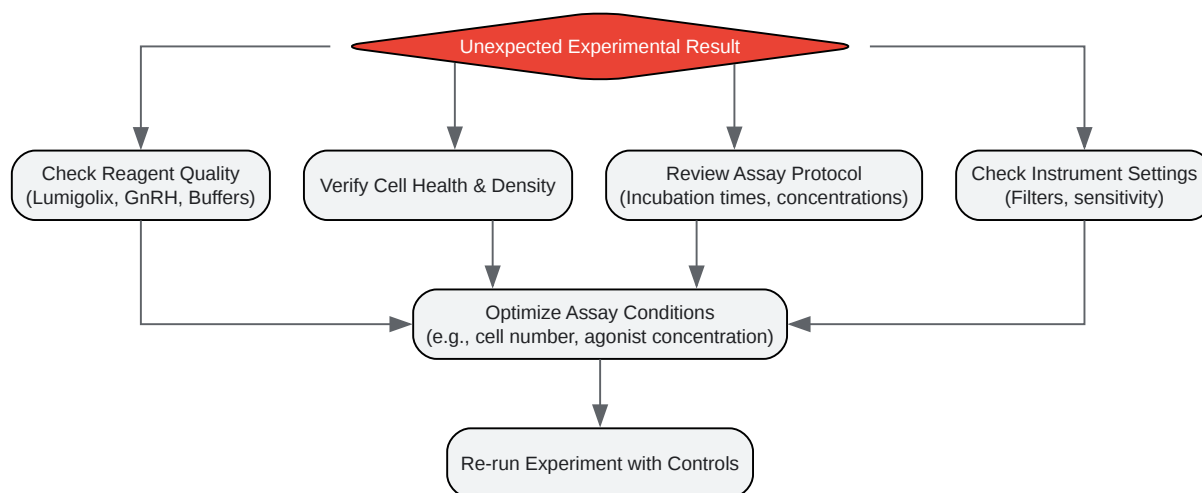 Unexpected Experimental Result
Check Reagent Quality
(Lumigolix, GnRH, Buffers)
Verify Cell Health & Density
Review Assay Protocol
(Incubation times, concentrations)
Check Instrument Settings
(Filters, sensitivity)
Optimize Assay Conditions
(e.g., cell number, agonist concentration)
Re-run Experiment with Controls